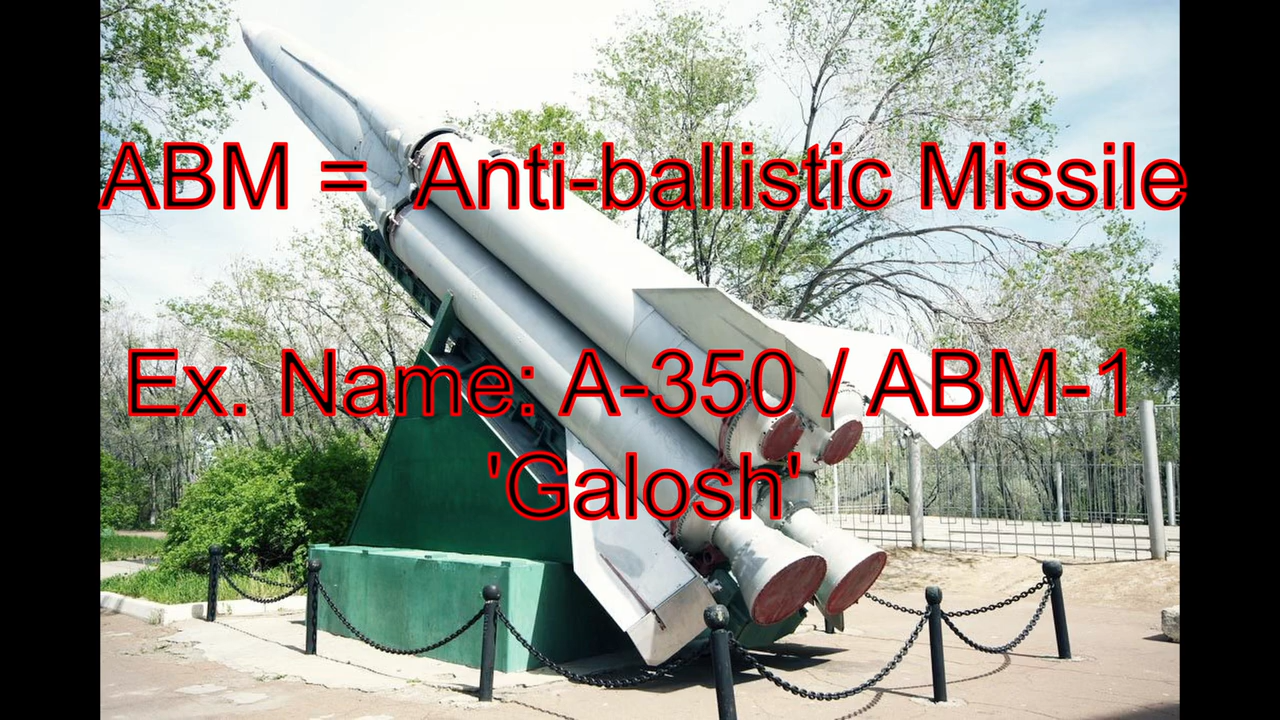 ABM = Anti-ballistic Missile
Ex. Name: A-350 / ABM-1
'Galosh'